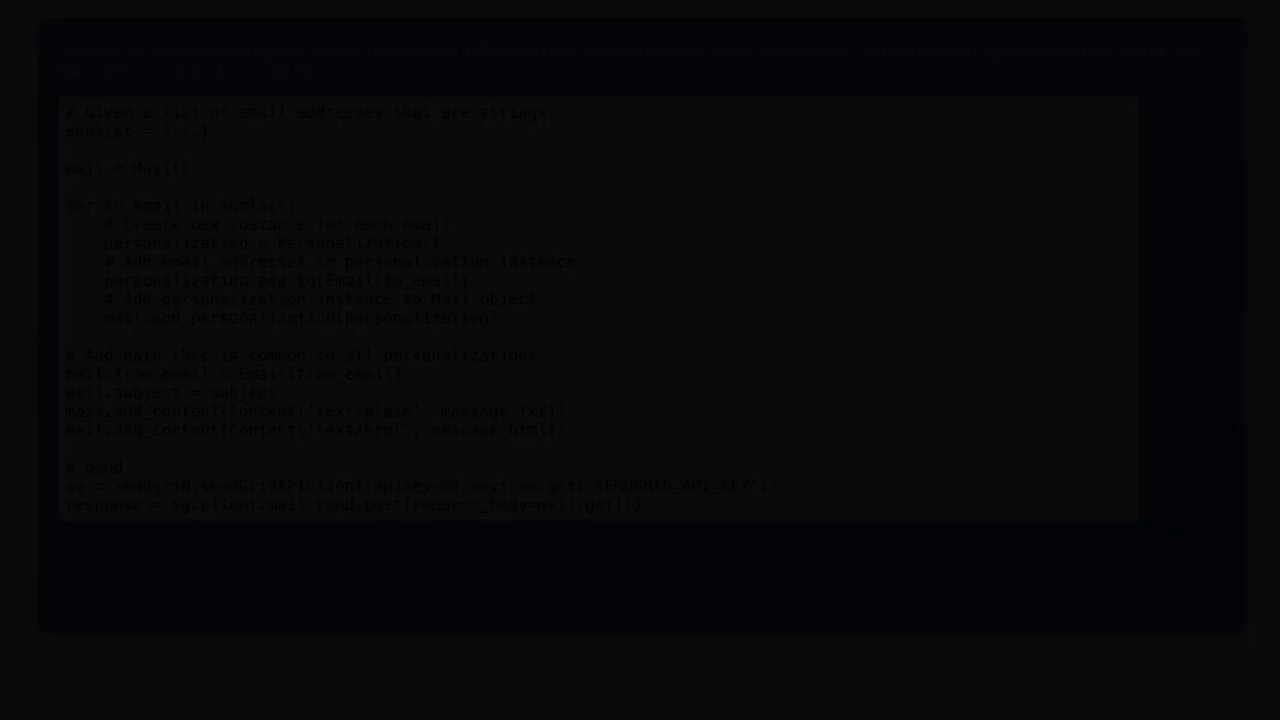 # Given a list of email addresses that are strings
sublist = [...]
mail = Mail()
for to_email in sublist:
    # Create new instance for each email
    personalization = Personalization()
    # Add email addresses to personalization instance
    personalization.add_to(Email(to_email))
    # Add personalization instance to Mail object
    mail.add_personalization(personalization)
# Add data that is common to all personalizations
mail.from_email = Email(from_email)
mail.subject = subject
mail.add_content(Content('text/plain', message_txt))
mail.add_content(Content('text/html', message_html))
# Send
sg = sendgrid.SendGridAPIClient(apikey=os.environ.get('SENDGRID_API_KEY'))
response = sg.client.mail.send.post(request_body=mail.get())